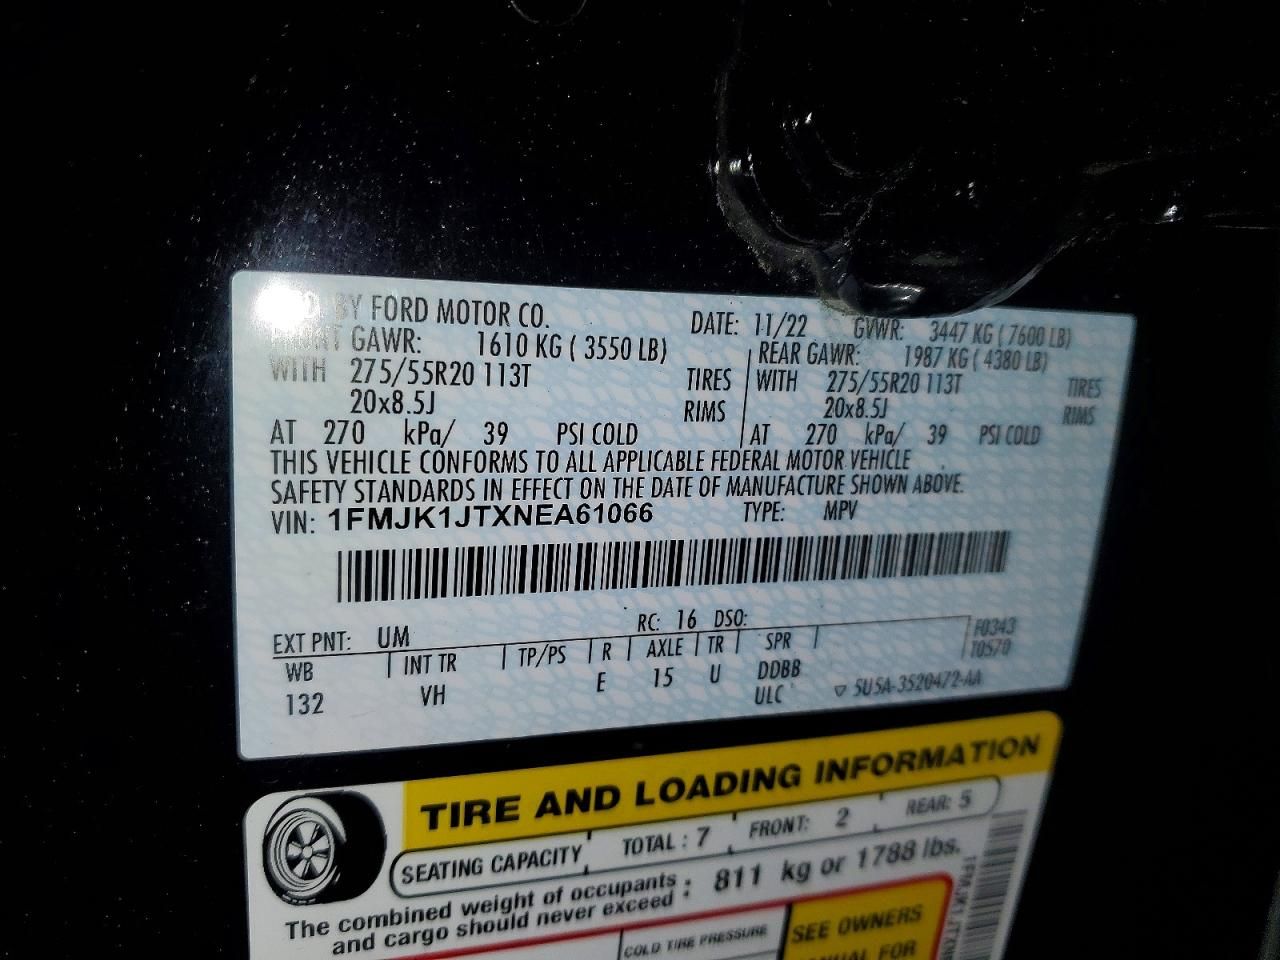 BY FORD MOTOR CO. DATE: 11/22 GVWR: 3447 KG ( 7600 LB)
FRONT GAWR: 1610 KG ( 3550 LB) REAR GAWR: 1987 KG ( 4380 LB)
WITH 275/55R20 113T TIRES WITH 275/55R20 113T TIRES
20x8.5J RIMS 20x8.5J RIMS
AT 270 kPa/ 39 PSI COLD AT 270 kPa/ 39 PSI COLD
THIS VEHICLE CONFORMS TO ALL APPLICABLE FEDERAL MOTOR VEHICLE
SAFETY STANDARDS IN EFFECT ON THE DATE OF MANUFACTURE SHOWN ABOVE.
VIN: 1FMJK1JTXNEA61066 TYPE: MPV
EXT PNT: UM RC: 16 DSO:
WB INT TR TP/PS R AXLE TR SPR F0343
T0570
132 VH E 15 U DDBB
ULC ▽ 5U5A-3520472-AA
TIRE AND LOADING INFORMATION
SEATING CAPACITY TOTAL : 7 FRONT: 2 REAR: 5
The combined weight of occupants : 811 kg or 1788 lbs.
and cargo should never exceed
COLD TIRE PRESSURE SEE OWNERS
MANUAL FOR